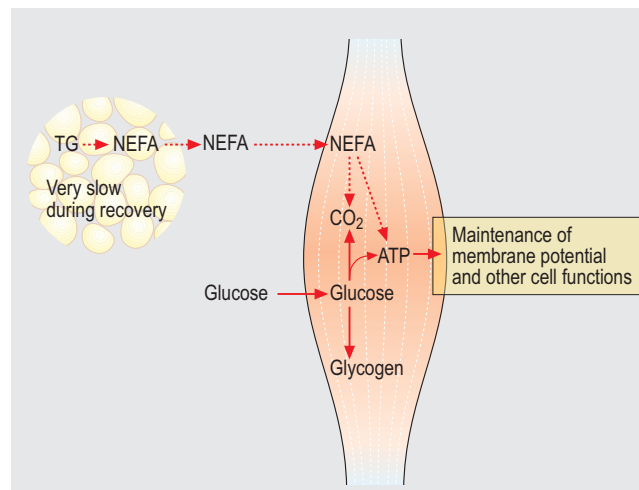 TG NEFA NEFA NEFA
Very slow
during recovery
CO2
ATP
Maintenance of
membrane potential
and other cell functions
Glucose Glucose
Glycogen